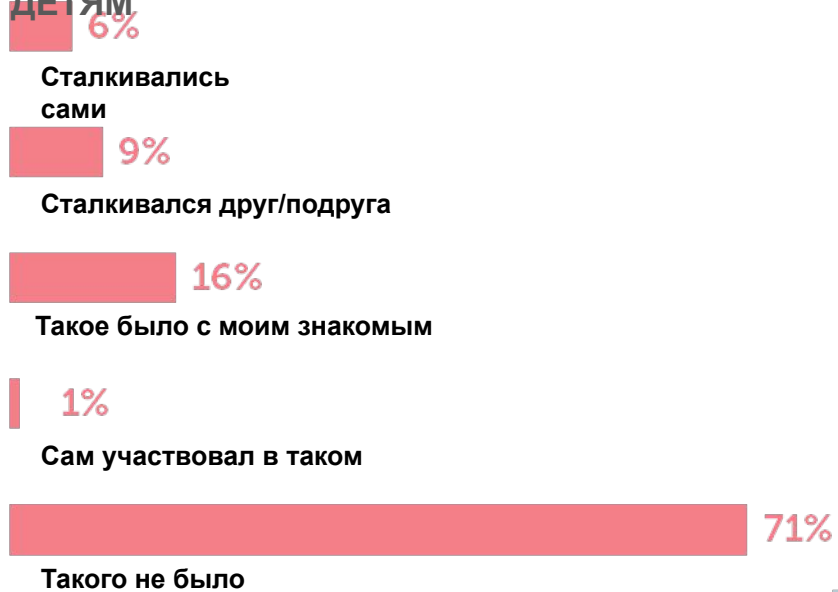 ДЕТЯМ
6%
Сталкивались
сами
9%
Сталкивался друг/подруга
16%
Такое было с моим знакомым
1%
Сам участвовал в таком
71%
Такого не было